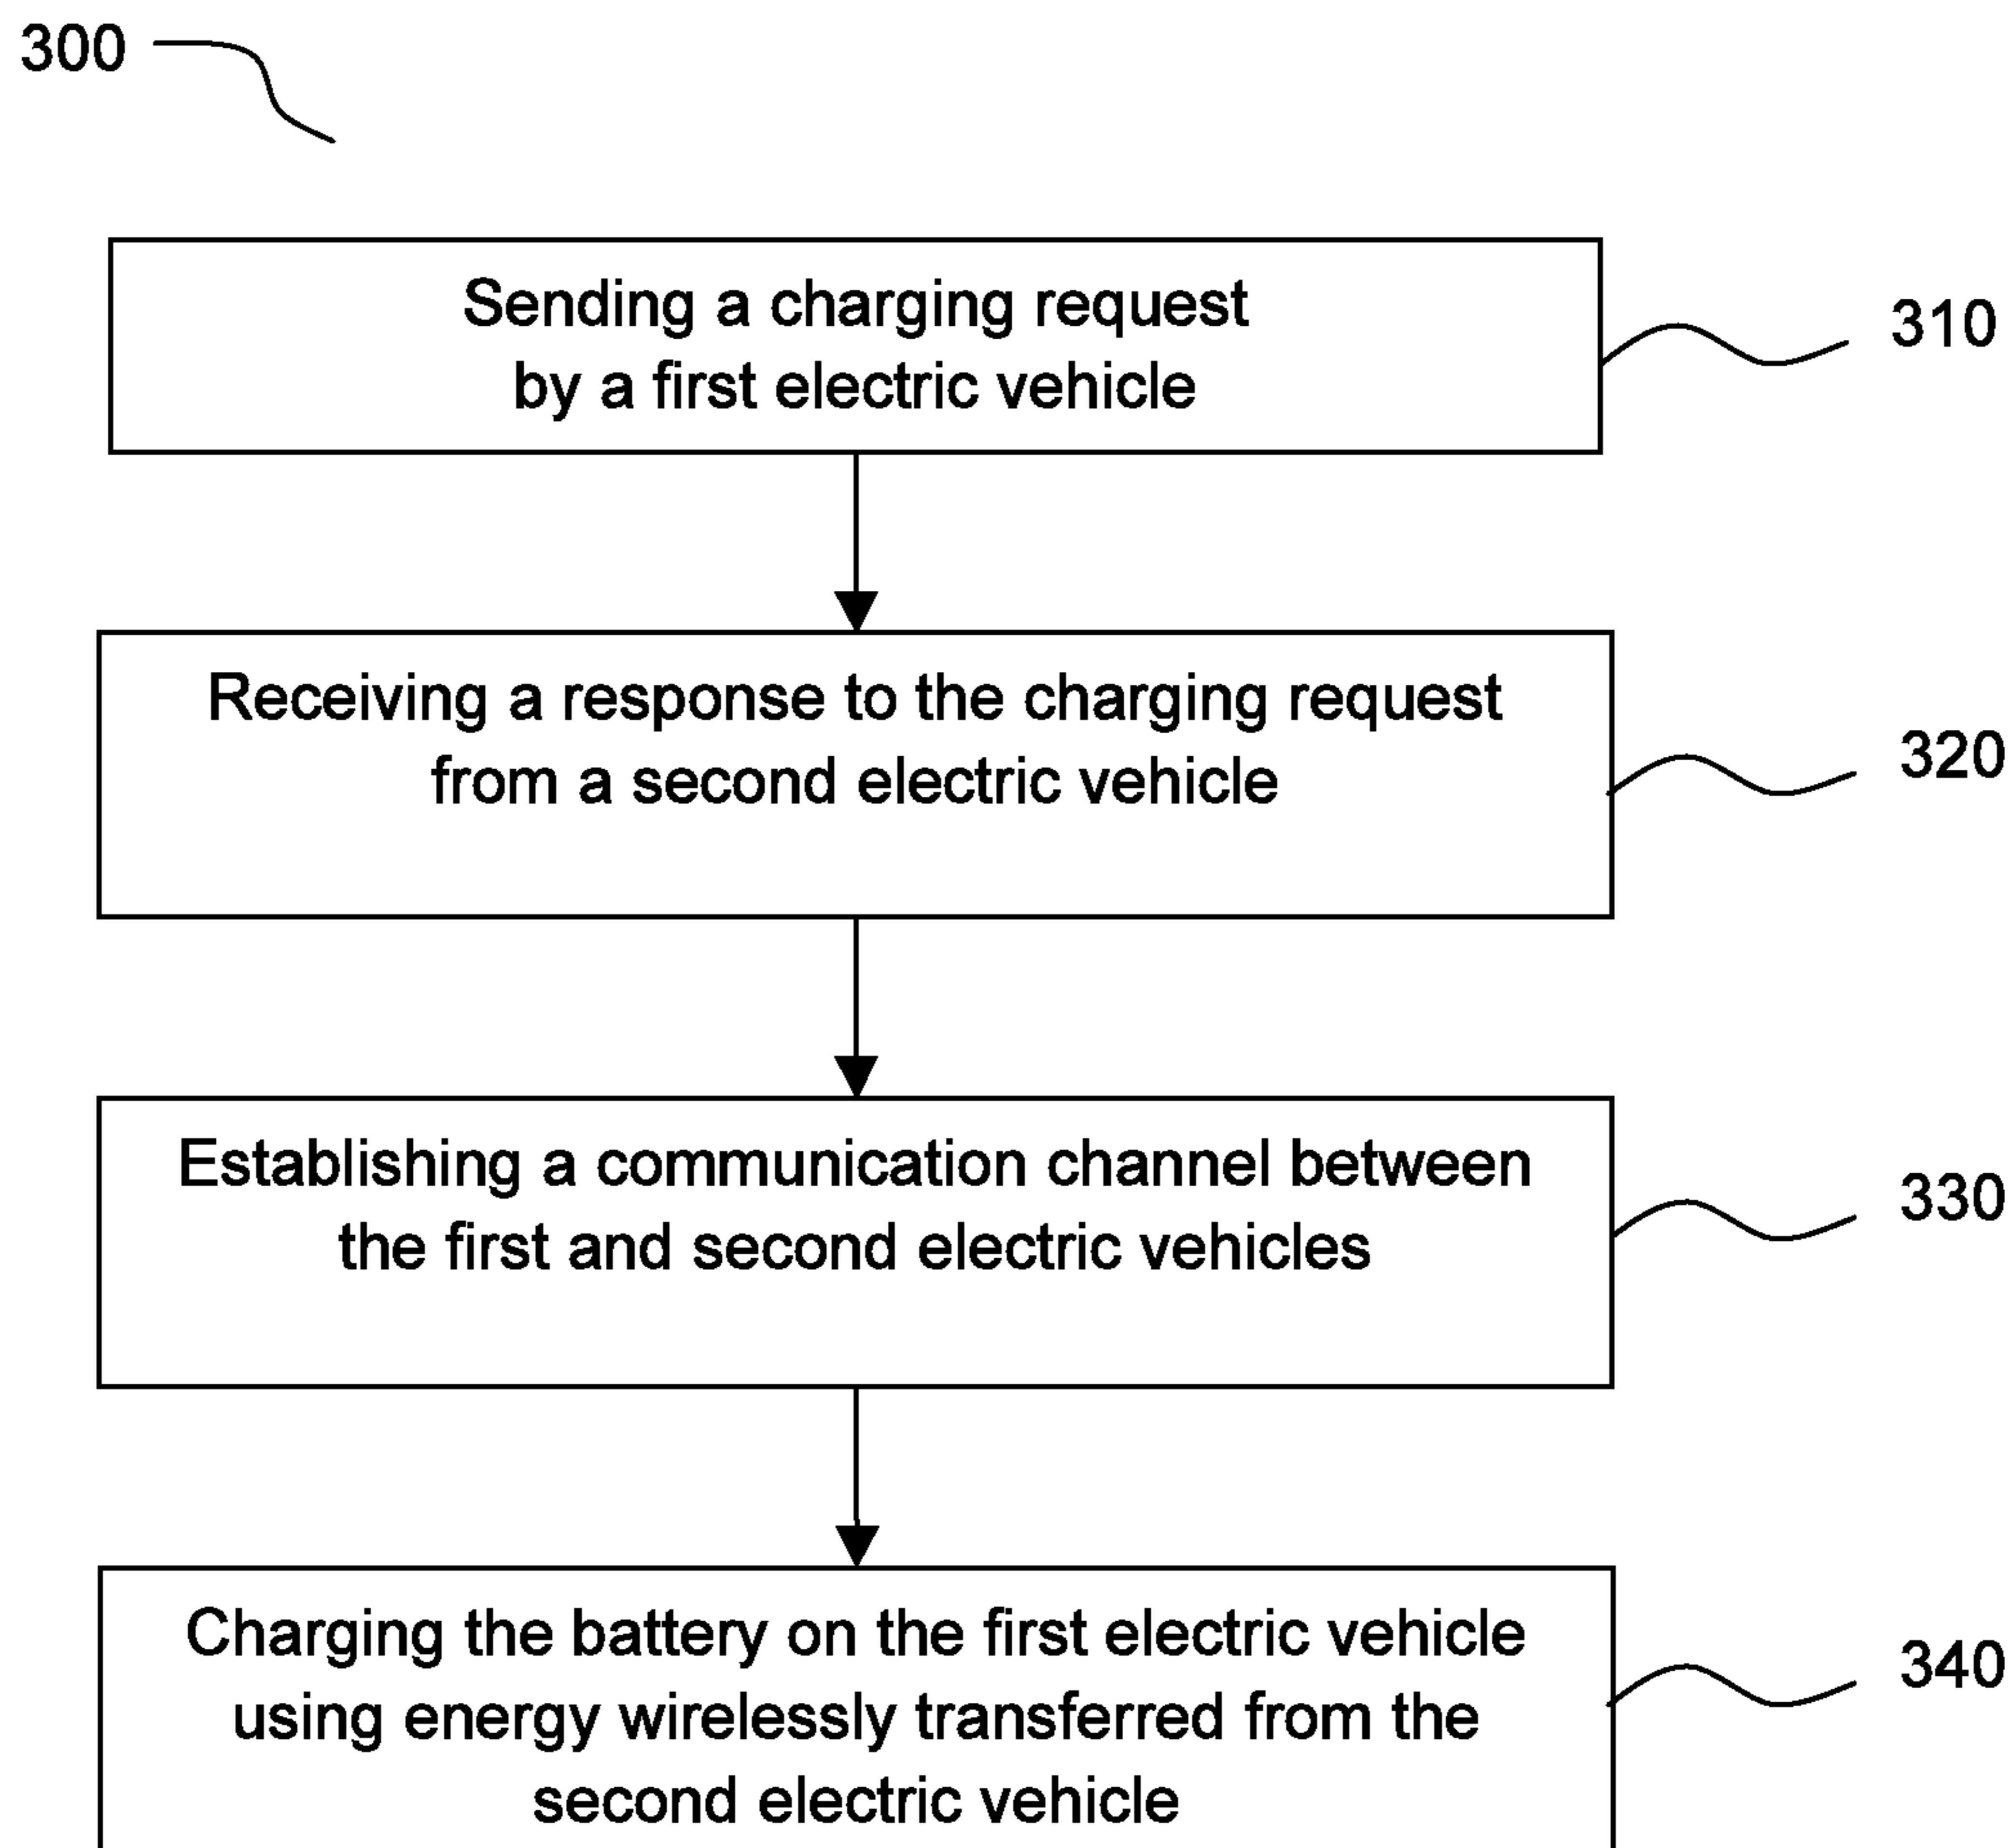 300
Sending a charging request
by a first electric vehicle
310
Receiving a response to the charging request
from a second electric vehicle
320
Establishing a communication channel between
the first and second electric vehicles
330
Charging the battery on the first electric vehicle
using energy wirelessly transferred from the
second electric vehicle
340